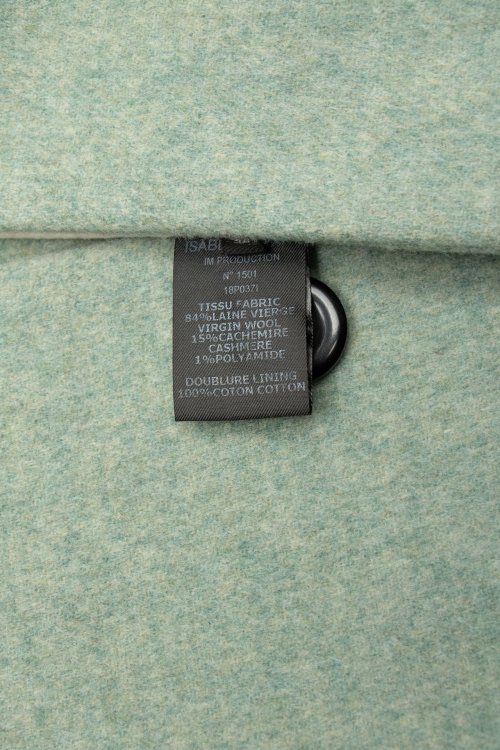 IM PRODUCTION
N° 1501
18P037I
TISSU FABRIC
84%LAINE VIERGE
VIRGIN WOOL
15%CACHEMIRE
CASHMERE
1%POLYAMIDE
DOUBLURE LINING
100%COTON COTTON